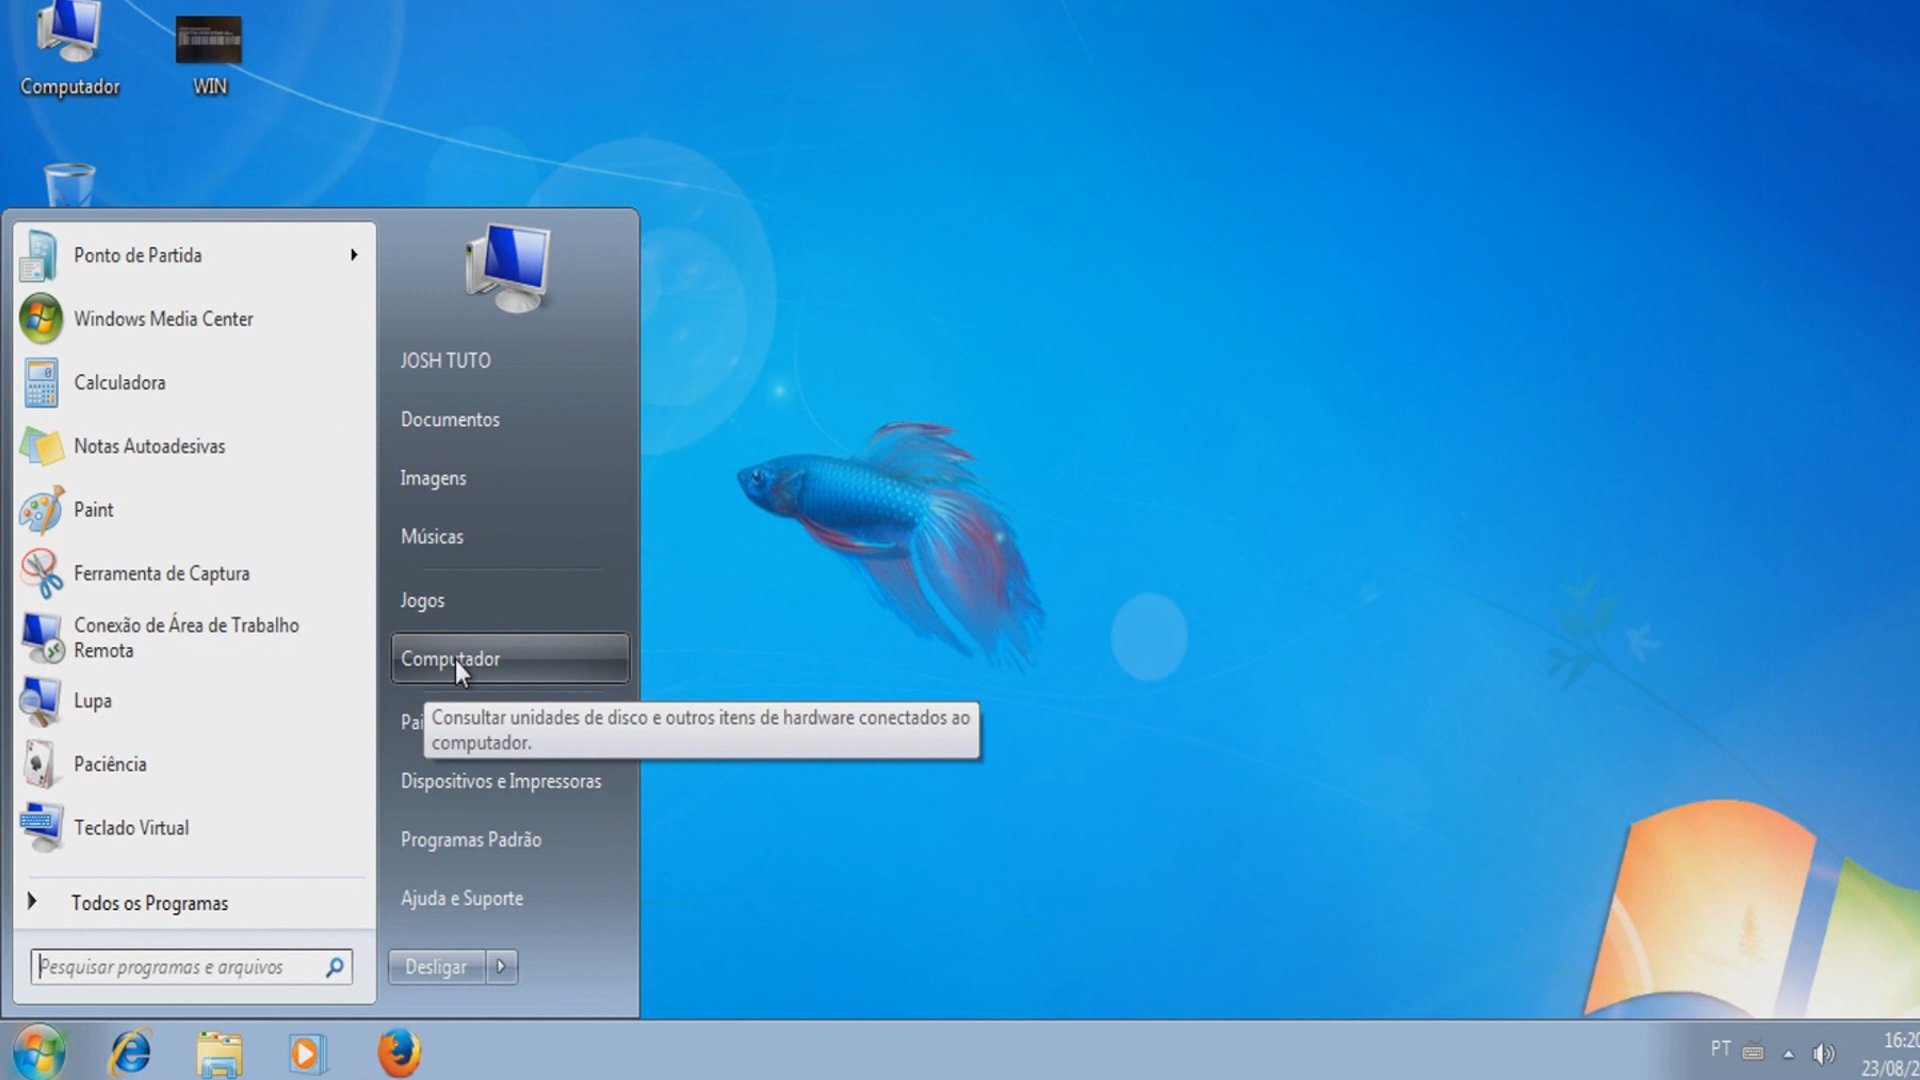 Computador
WIN
Ponto de Partida
Windows Media Center
Calculadora
Notas Autoadesivas
Paint
Ferramenta de Captura
Conexão de Área de Trabalho
Remota
Lupa
Paciência
Teclado Virtual
Todos os Programas
Pesquisar programas e arquivos
JOSH TUTO
Documentos
Imagens
Músicas
Jogos
Computador
Pai
Consultar unidades de disco e outros itens de hardware conectados ao
computador.
Dispositivos e Impressoras
Programas Padrão
Ajuda e Suporte
Desligar
PT
16:20
23/08/2